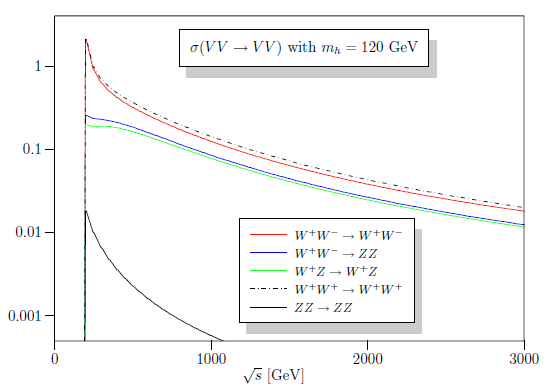 σ(VV → VV) with mₕ = 120 GeV
1
0.1
0.01
0.001
W⁺W⁻ → W⁺W⁻
W⁺W⁻ → ZZ
W⁺Z → W⁺Z
W⁺W⁺ → W⁺W⁺
ZZ → ZZ
0 1000 2000 3000
√s [GeV]